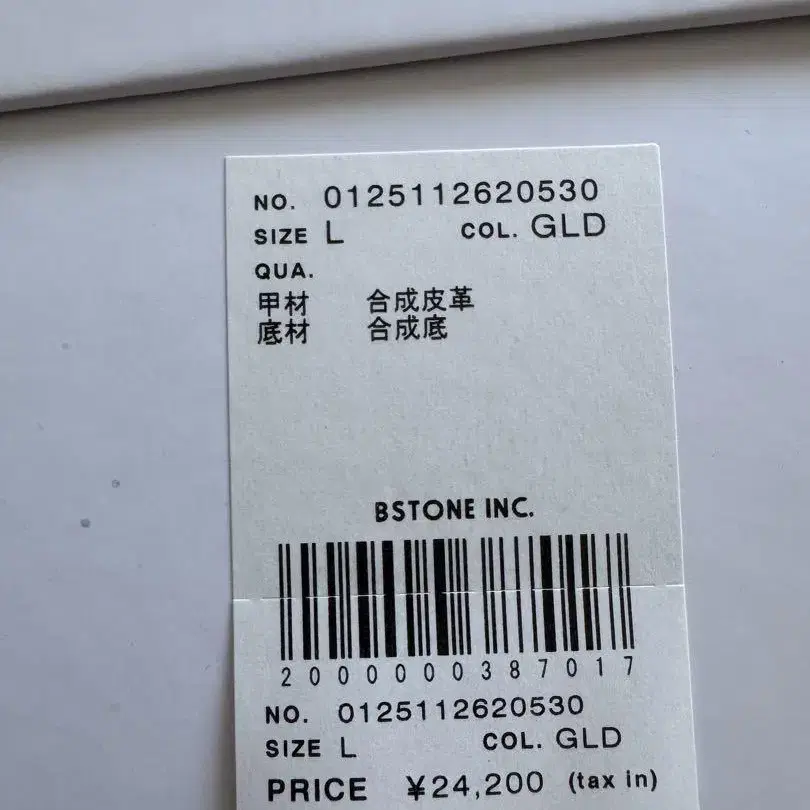 NO. 0125112620530
SIZE L COL. GLD
QUA.
甲材 合成皮革
底材 合成底
BSTONE INC.
2000000387017
NO. 0125112620530
SIZE L COL. GLD
PRICE ¥24,200 (tax in)